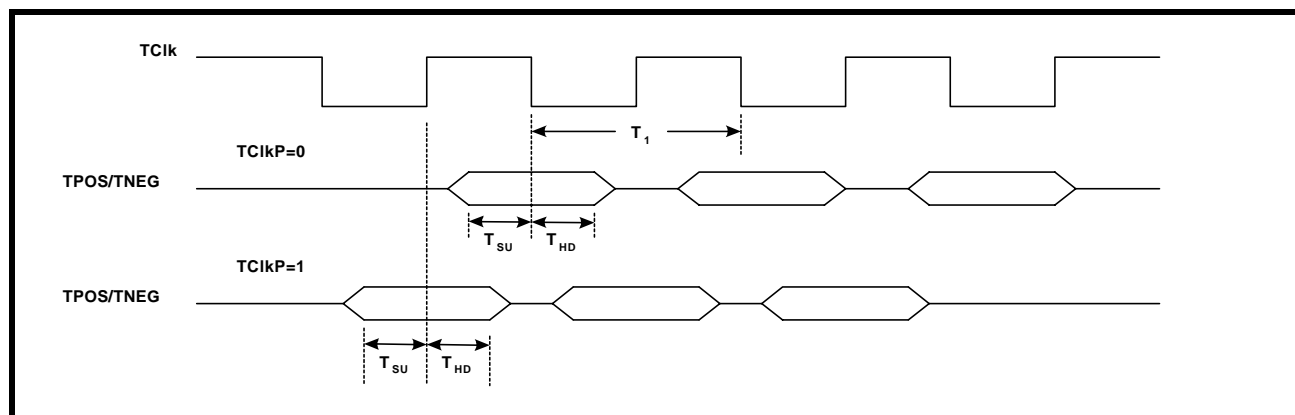 TClk
T1
TClkP=0
TPOS/TNEG
TSU THD
TClkP=1
TPOS/TNEG
TSU THD